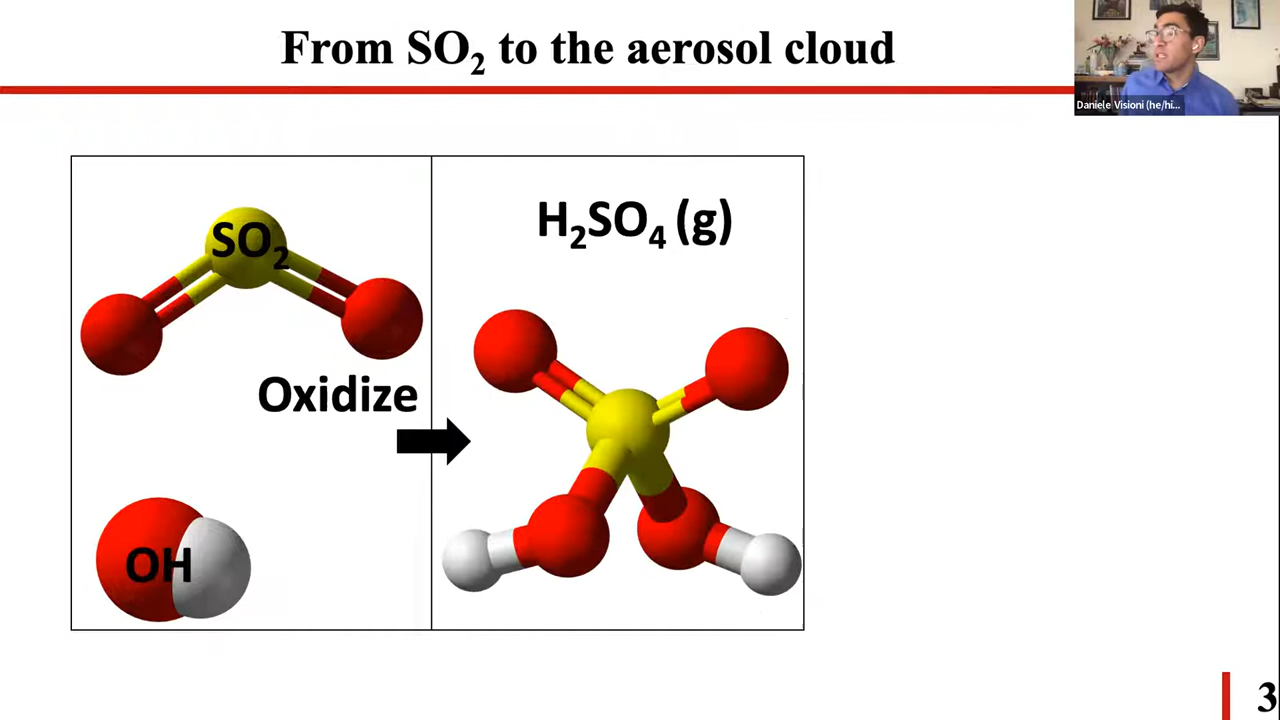 From SO₂ to the aerosol cloud
Daniele Visioni (he/hi...
SO₂
H₂SO₄ (g)
Oxidize
OH
3